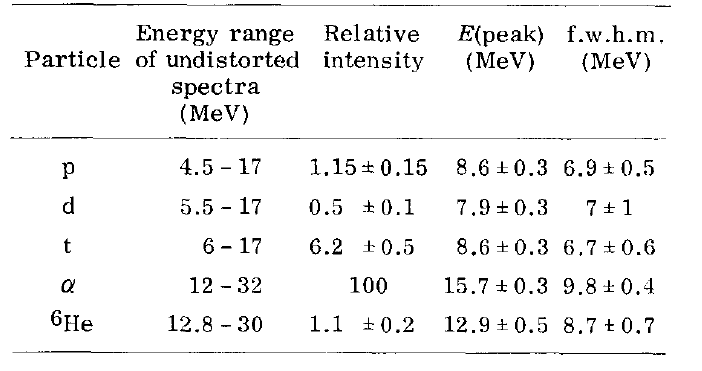 Energy range Relative E(peak) f.w.h.m.
Particle of undistorted intensity (MeV) (MeV)
spectra
(MeV)
p 4.5 – 17 1.15 ± 0.15 8.6 ± 0.3 6.9 ± 0.5
d 5.5 – 17 0.5 ± 0.1 7.9 ± 0.3 7 ± 1
t 6 – 17 6.2 ± 0.5 8.6 ± 0.3 6.7 ± 0.6
α 12 – 32 100 15.7 ± 0.3 9.8 ± 0.4
⁶He 12.8 – 30 1.1 ± 0.2 12.9 ± 0.5 8.7 ± 0.7